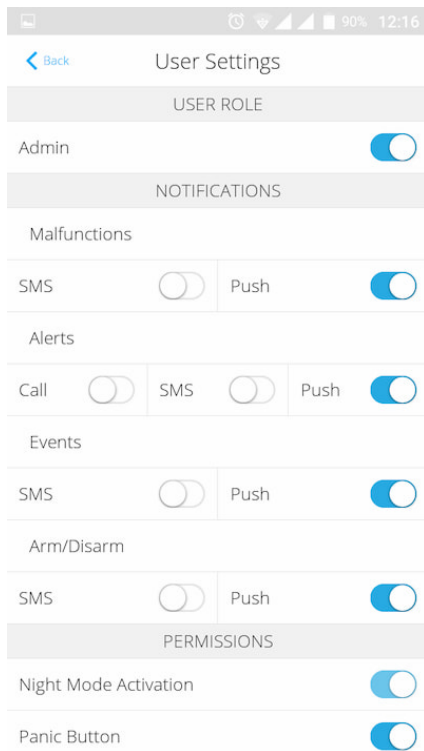 90% 12:16
Back User Settings
USER ROLE
Admin
NOTIFICATIONS
Malfunctions
SMS Push
Alerts
Call SMS Push
Events
SMS Push
Arm/Disarm
SMS Push
PERMISSIONS
Night Mode Activation
Panic Button